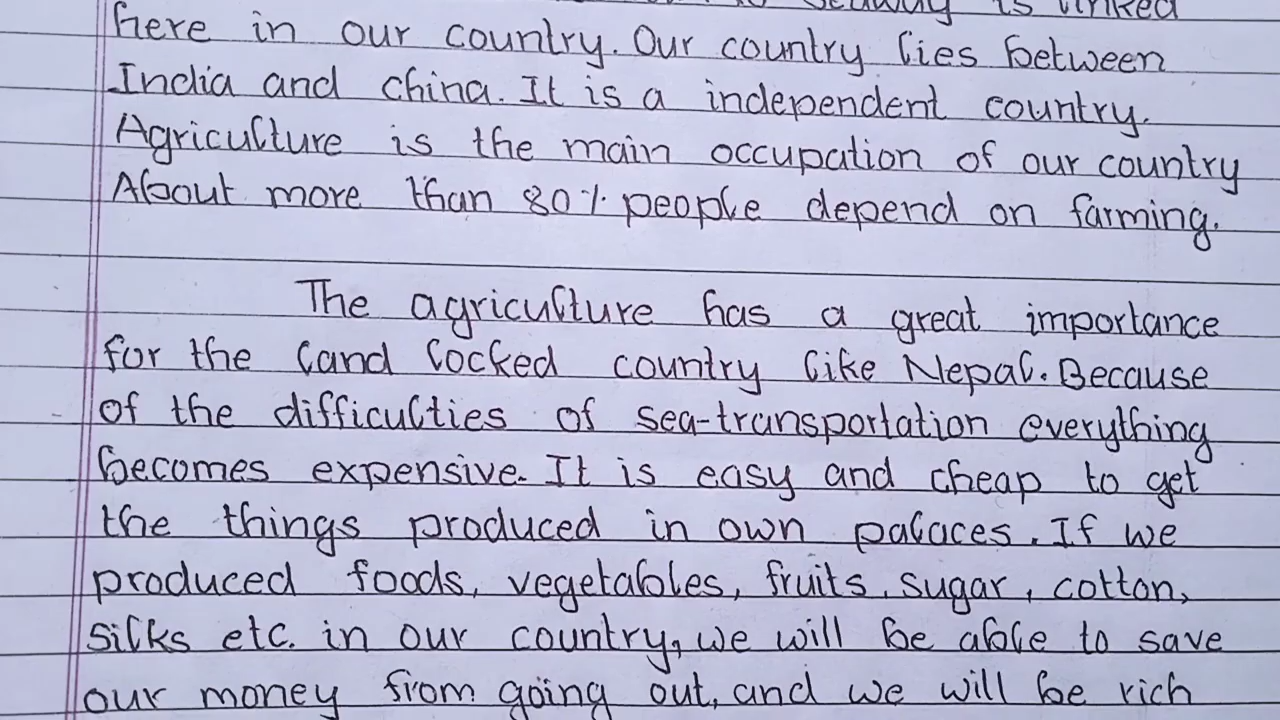 is linked
here in our country. Our country lies between
India and china. It is a independent country.
Agriculture is the main occupation of our country
About more than 80% people depend on farming.
The agriculture has a great importance
for the land locked country like Nepal. Because
of the difficulties of sea-transportation everything
becomes expensive. It is easy and cheap to get
the things produced in own palaces. If we
produced foods, vegetables, fruits, sugar, cotton,
silks etc. in our country, we will be able to save
our money from going out, and we will be rich